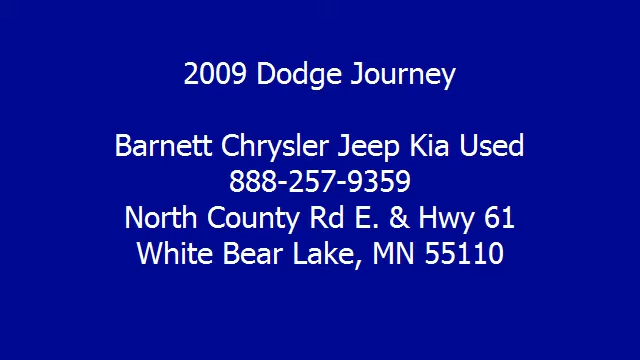 2009 Dodge Journey
Barnett Chrysler Jeep Kia Used
888-257-9359
North County Rd E. & Hwy 61
White Bear Lake, MN 55110